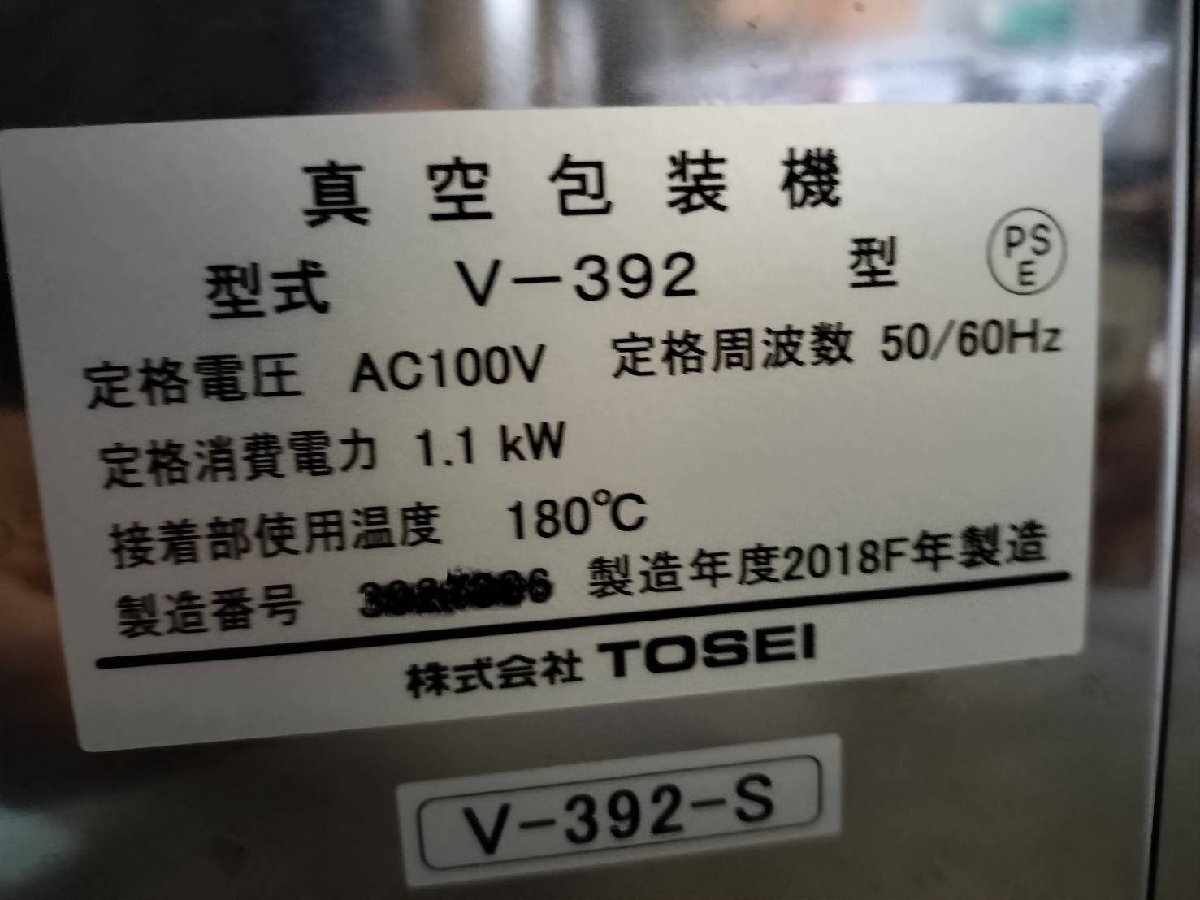 真空包装機
型式 V-392 型 PSE
定格電圧 AC100V 定格周波数 50/60Hz
定格消費電力 1.1 kW
接着部使用温度 180℃
製造番号 製造年度2018F年製造
株式会社 TOSEI
V-392-S